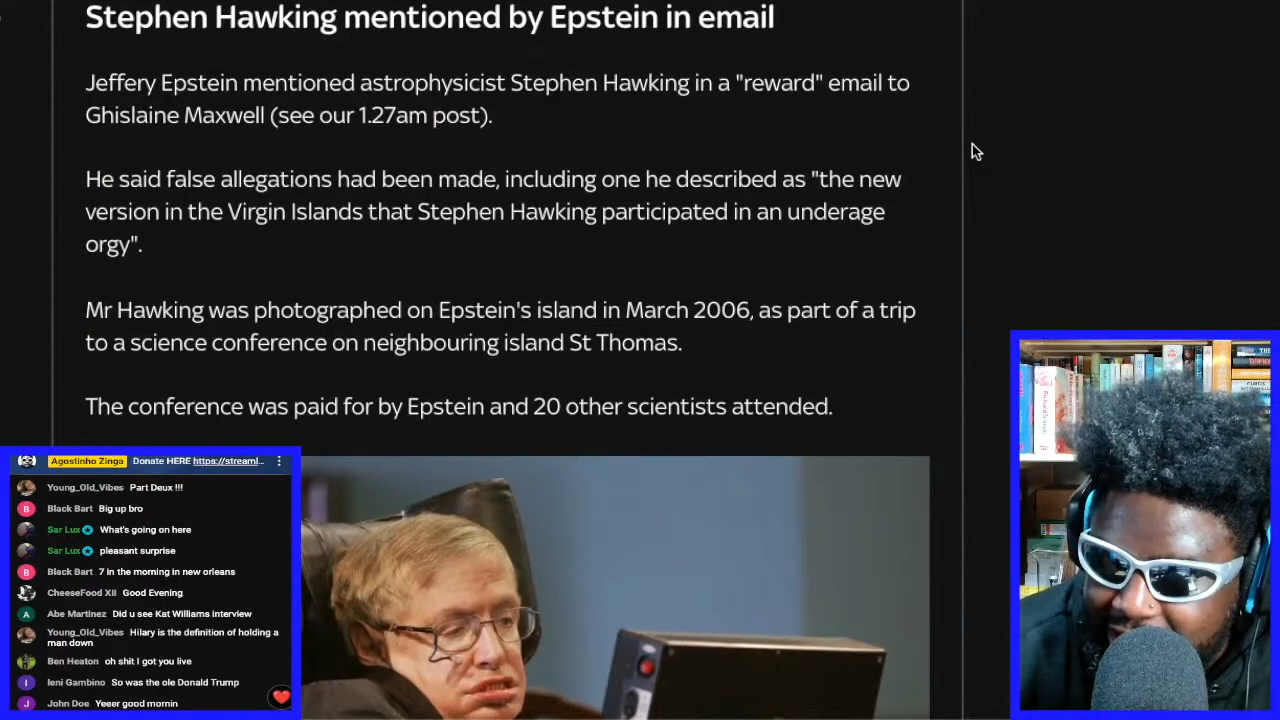 Stephen Hawking mentioned by Epstein in email
Jeffery Epstein mentioned astrophysicist Stephen Hawking in a "reward" email to
Ghislaine Maxwell (see our 1.27am post).
He said false allegations had been made, including one he described as "the new
version in the Virgin Islands that Stephen Hawking participated in an underage
orgy".
Mr Hawking was photographed on Epstein's island in March 2006, as part of a trip
to a science conference on neighbouring island St Thomas.
The conference was paid for by Epstein and 20 other scientists attended.
Agostinho Zinga Donate HERE https://streaml...
Young_Old_Vibes Part Deux !!!
B Black Bart Big up bro
Sar Lux What's going on here
Sar Lux pleasant surprise
B Black Bart 7 in the morning in new orleans
CheeseFood XII Good Evening
A Abe Martinez Did u see Kat Williams interview
Young_Old_Vibes Hilary is the definition of holding a
man down
Ben Heaton oh shit I got you live
I Ieni Gambino So was the ole Donald Trump
J John Doe Yeeer good mornin